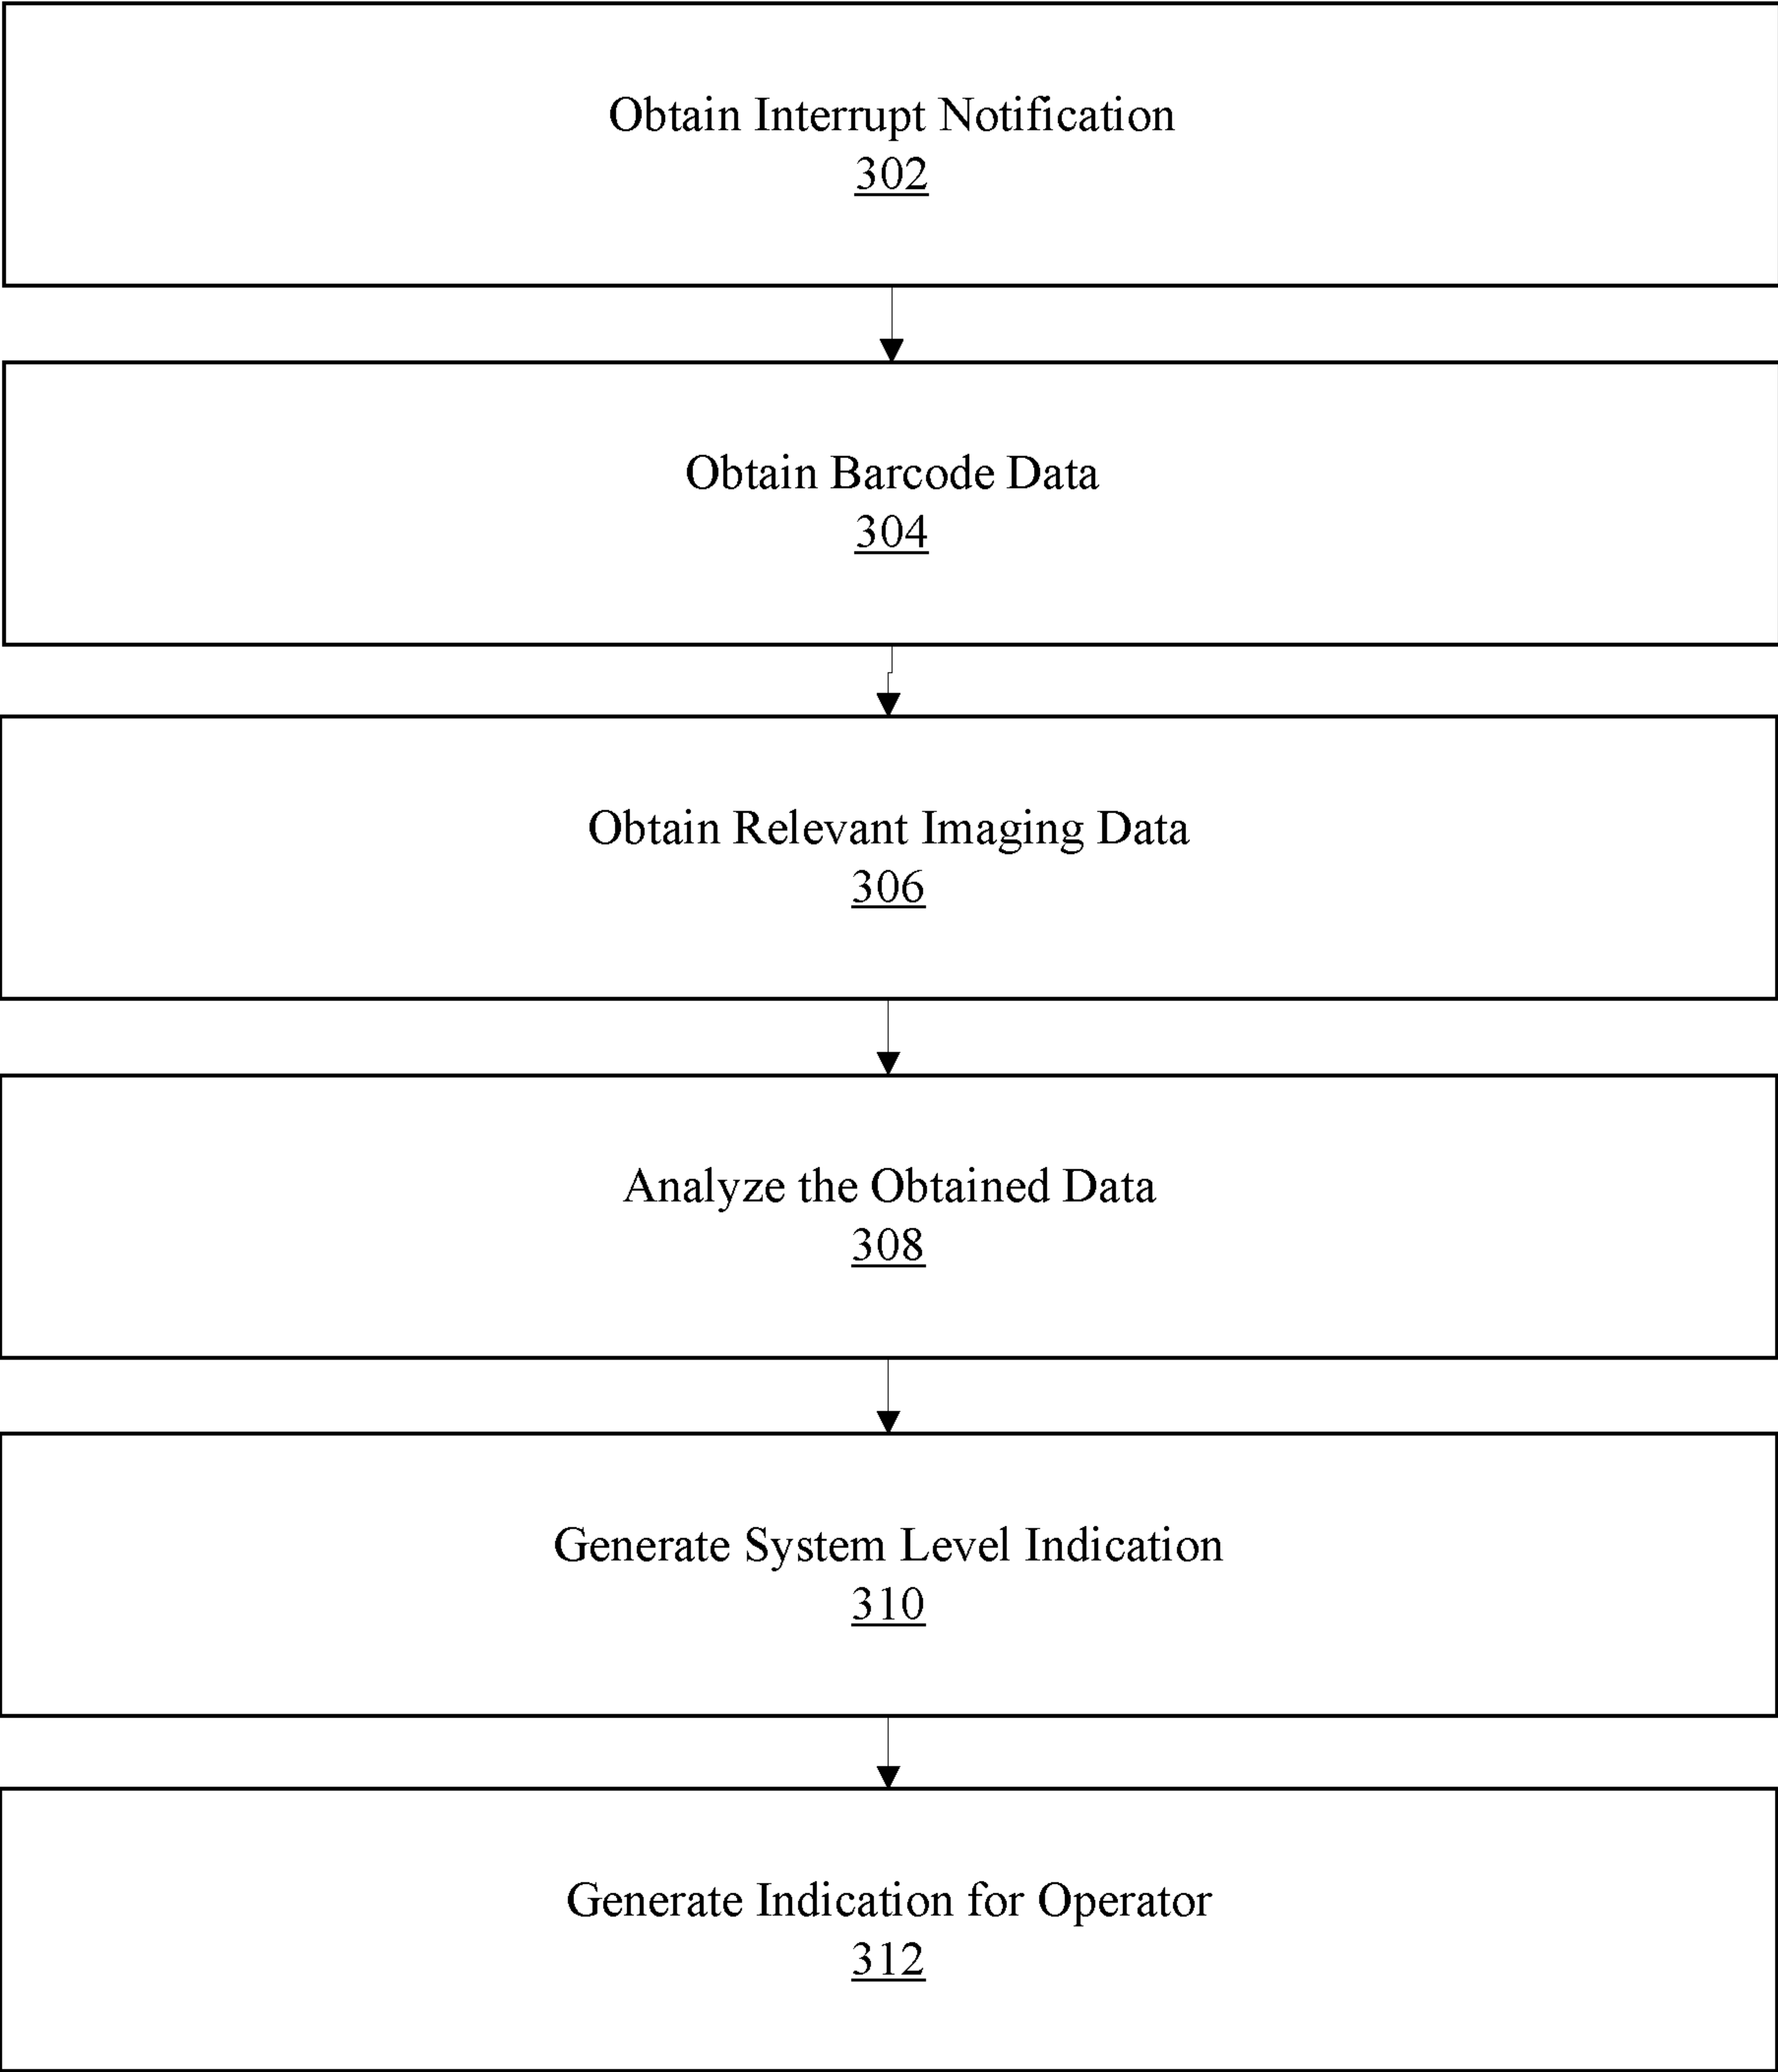 Obtain Interrupt Notification
302
Obtain Barcode Data
304
Obtain Relevant Imaging Data
306
Analyze the Obtained Data
308
Generate System Level Indication
310
Generate Indication for Operator
312